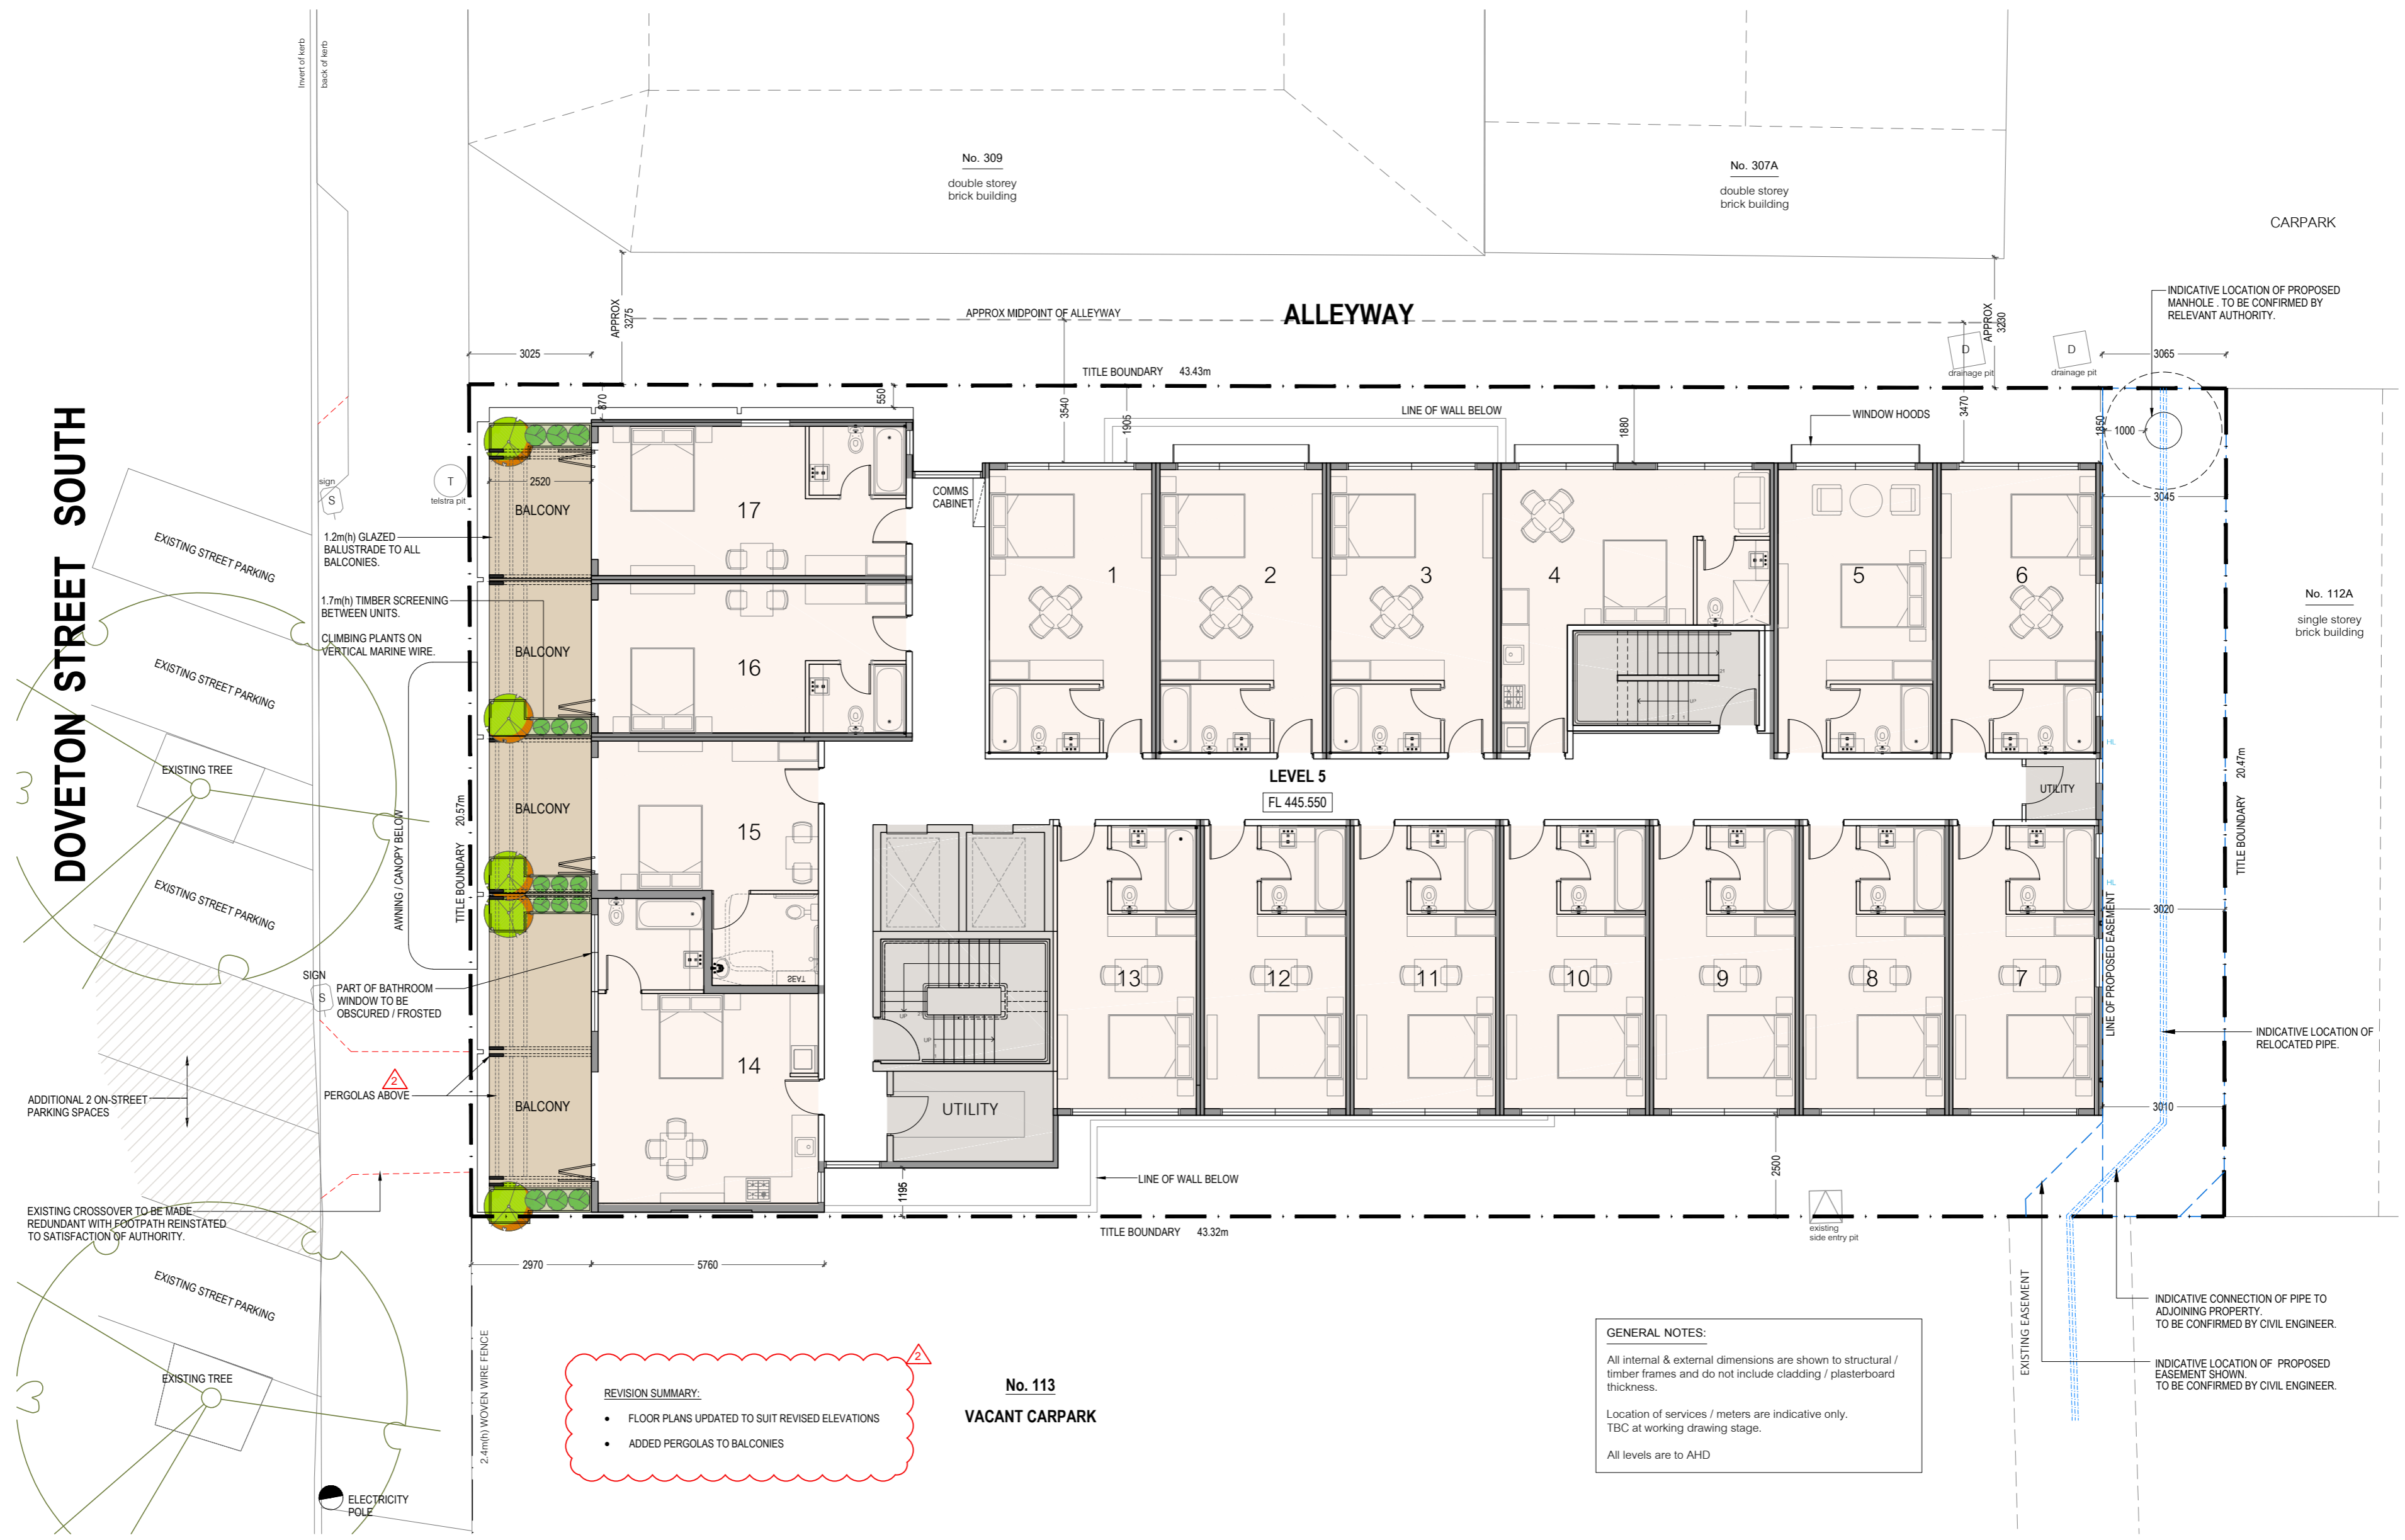 Invert of kerb
back of kerb
No. 309
double storey
brick building
No. 307A
double storey
brick building
CARPARK
INDICATIVE LOCATION OF PROPOSED
MANHOLE . TO BE CONFIRMED BY
RELEVANT AUTHORITY.
APPROX
3275
APPROX MIDPOINT OF ALLEYWAY
ALLEYWAY
APPROX
3230
D
drainage pit
D
drainage pit
3025
3065
TITLE BOUNDARY 43.43m
870
550
3540
1905
LINE OF WALL BELOW
1880
WINDOW HOODS
3470
1850
1000
DOVETON STREET SOUTH
sign
S
T
telstra pit
2520
BALCONY
17
COMMS
CABINET
3045
1.2m(h) GLAZED
BALUSTRADE TO ALL
BALCONIES.
EXISTING STREET PARKING
1
2
3
4
5
6
No. 112A
single storey
brick building
1.7m(h) TIMBER SCREENING
BETWEEN UNITS.
CLIMBING PLANTS ON
VERTICAL MARINE WIRE.
BALCONY
16
EXISTING STREET PARKING
21
UP
2 1
HL
EXISTING TREE
LEVEL 5
FL 445.550
UTILITY
TITLE BOUNDARY 20.47m
BALCONY
15
AWNING / CANOPY BELOW
TITLE BOUNDARY 20.57m
EXISTING STREET PARKING
HL
3020
LINE OF PROPOSED EASEMENT
SIGN
S
PART OF BATHROOM
WINDOW TO BE
OBSCURED / FROSTED
SEAT
13
12
11
10
9
8
7
UP
UP
INDICATIVE LOCATION OF
RELOCATED PIPE.
14
2
PERGOLAS ABOVE
ADDITIONAL 2 ON-STREET
PARKING SPACES
BALCONY
UTILITY
3010
2500
1195
LINE OF WALL BELOW
EXISTING CROSSOVER TO BE MADE
REDUNDANT WITH FOOTPATH REINSTATED
TO SATISFACTION OF AUTHORITY.
TITLE BOUNDARY 43.32m
existing
side entry pit
2970
5760
EXISTING STREET PARKING
EXISTING EASEMENT
INDICATIVE CONNECTION OF PIPE TO
ADJOINING PROPERTY.
TO BE CONFIRMED BY CIVIL ENGINEER.
INDICATIVE LOCATION OF PROPOSED
EASEMENT SHOWN.
TO BE CONFIRMED BY CIVIL ENGINEER.
EXISTING TREE
2.4m(h) WOVEN WIRE FENCE
2
REVISION SUMMARY:
• FLOOR PLANS UPDATED TO SUIT REVISED ELEVATIONS
• ADDED PERGOLAS TO BALCONIES
No. 113
VACANT CARPARK
GENERAL NOTES:
All internal & external dimensions are shown to structural /
timber frames and do not include cladding / plasterboard
thickness.
Location of services / meters are indicative only.
TBC at working drawing stage.
All levels are to AHD
ELECTRICITY
POLE